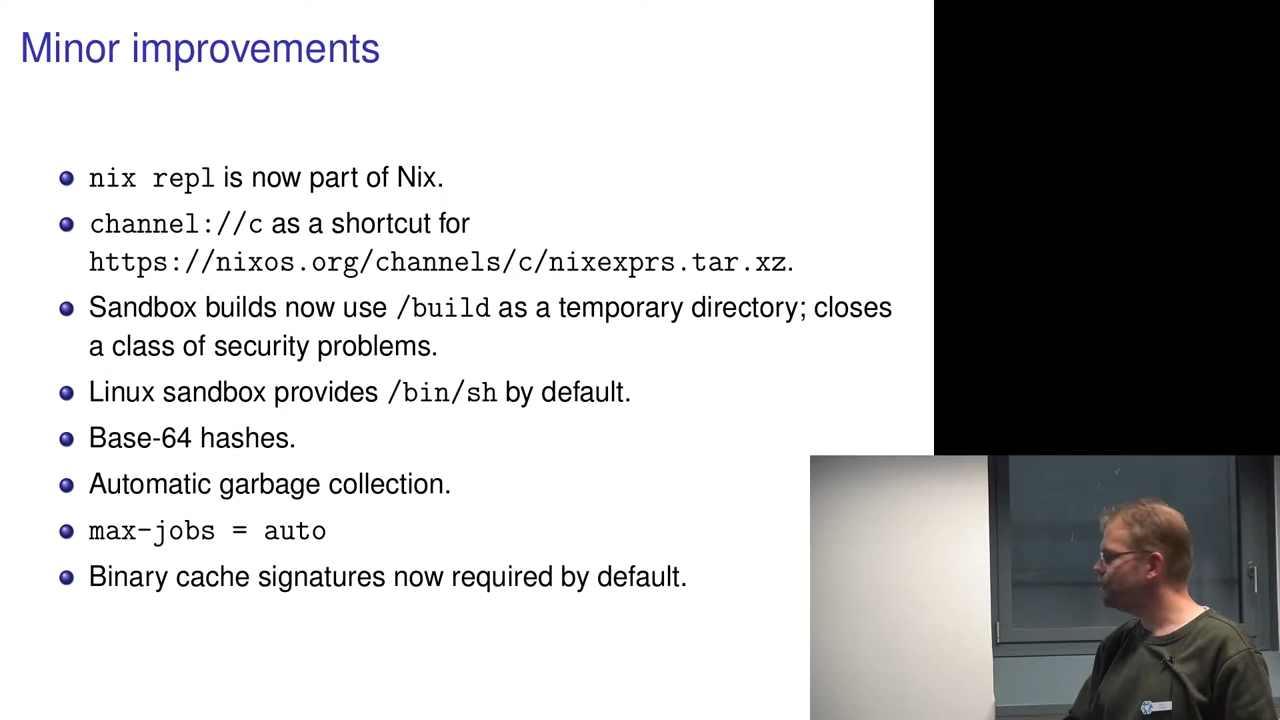 Minor improvements
nix repl is now part of Nix.
channel://c as a shortcut for
https://nixos.org/channels/c/nixexprs.tar.xz.
Sandbox builds now use /build as a temporary directory; closes
a class of security problems.
Linux sandbox provides /bin/sh by default.
Base-64 hashes.
Automatic garbage collection.
max-jobs = auto
Binary cache signatures now required by default.